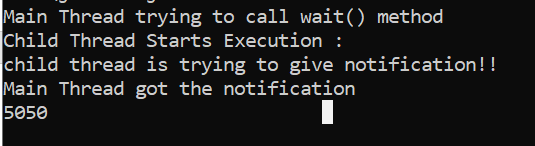 Main Thread trying to call wait() method
Child Thread Starts Execution :
child thread is trying to give notification!!
Main Thread got the notification
5050